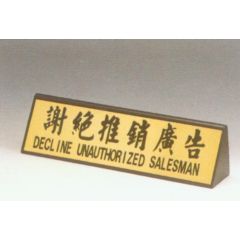 謝絕推銷廣告
DECLINE UNAUTHORIZED SALESMAN